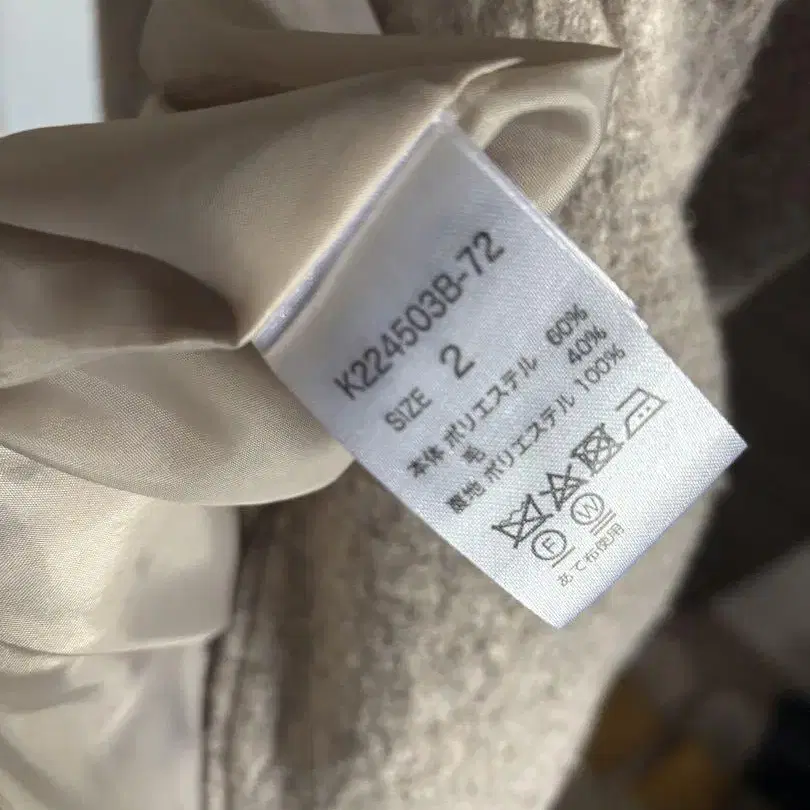 K224503B-72
SIZE 2
本体 ポリエステル 60%
毛 40%
裏地 ポリエステル 100%
F W
あて布使用